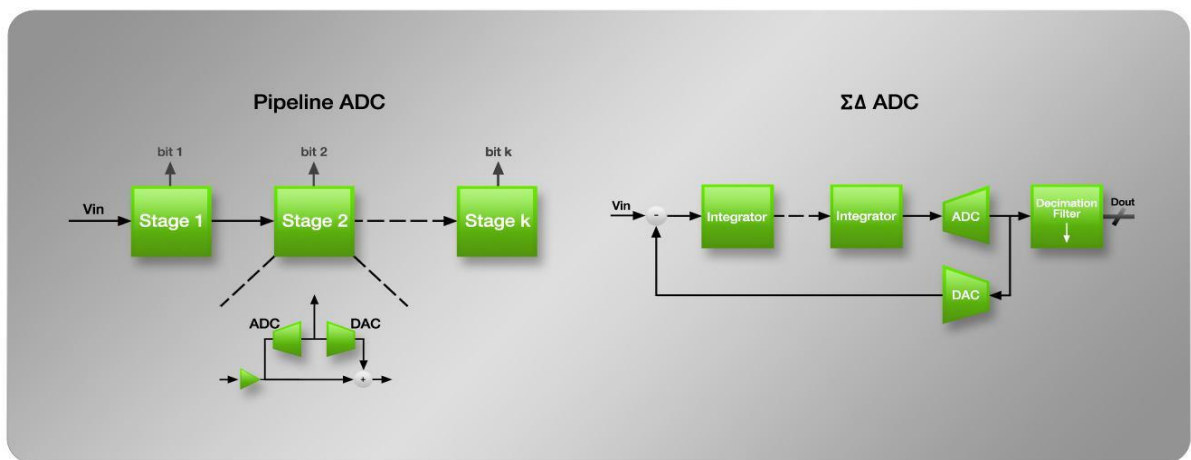 Pipeline ADC
bit 1
bit 2
bit k
Vin
Stage 1
Stage 2
Stage k
ADC
DAC
+
ΣΔ ADC
Vin
-
Integrator
Integrator
ADC
Decimation
Filter
Dout
DAC